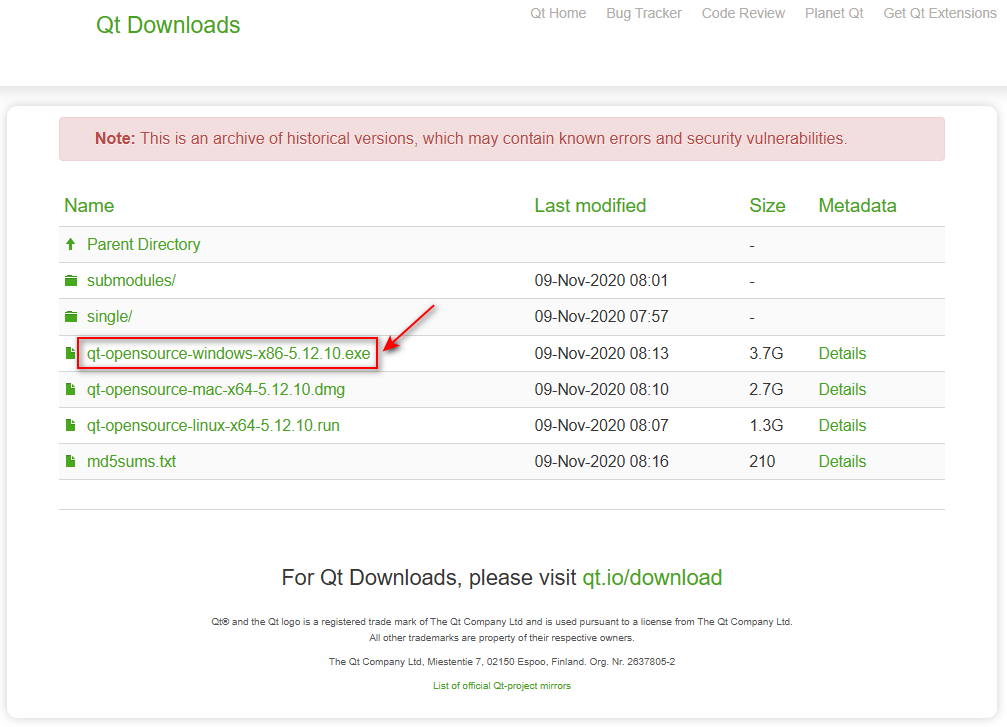 Qt Downloads
Qt Home Bug Tracker Code Review Planet Qt Get Qt Extensions
Note: This is an archive of historical versions, which may contain known errors and security vulnerabilities.
Name Last modified Size Metadata
Parent Directory -
submodules/ 09-Nov-2020 08:01 -
single/ 09-Nov-2020 07:57 -
qt-opensource-windows-x86-5.12.10.exe 09-Nov-2020 08:13 3.7G Details
qt-opensource-mac-x64-5.12.10.dmg 09-Nov-2020 08:10 2.7G Details
qt-opensource-linux-x64-5.12.10.run 09-Nov-2020 08:07 1.3G Details
md5sums.txt 09-Nov-2020 08:16 210 Details
For Qt Downloads, please visit qt.io/download
Qt® and the Qt logo is a registered trade mark of The Qt Company Ltd and is used pursuant to a license from The Qt Company Ltd.
All other trademarks are property of their respective owners.
The Qt Company Ltd, Miestentie 7, 02150 Espoo, Finland. Org. Nr. 2637805-2
List of official Qt-project mirrors